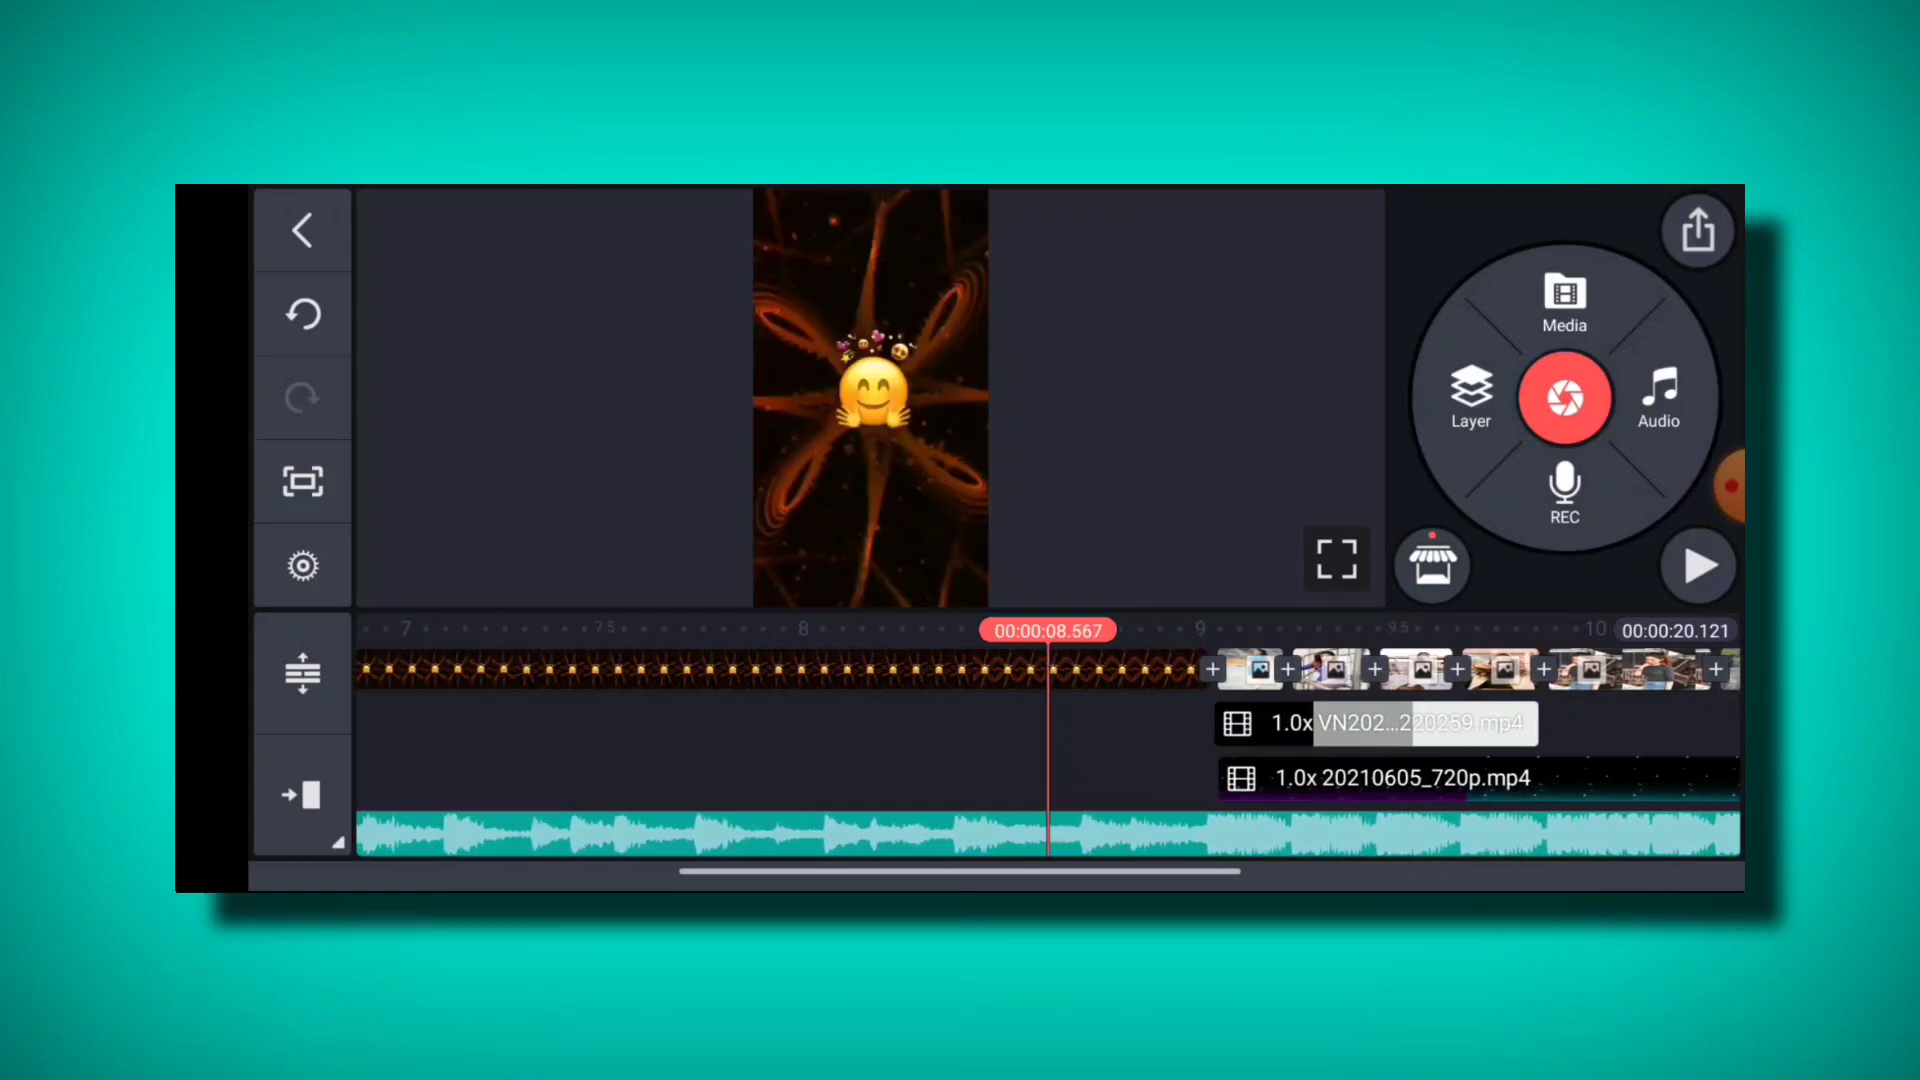 Media
Layer
Audio
REC
7
7.5
8
00:00:08.567
9
9.5
10
00:00:20.121
1.0x VN202...220259.mp4
1.0x 20210605_720p.mp4